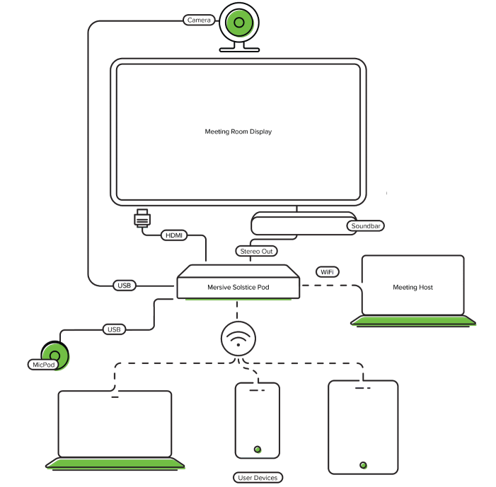 Camera
Meeting Room Display
HDMI
Soundbar
Stereo Out
WiFi
USB
Mersive Solstice Pod
Meeting Host
USB
MicPod
User Devices